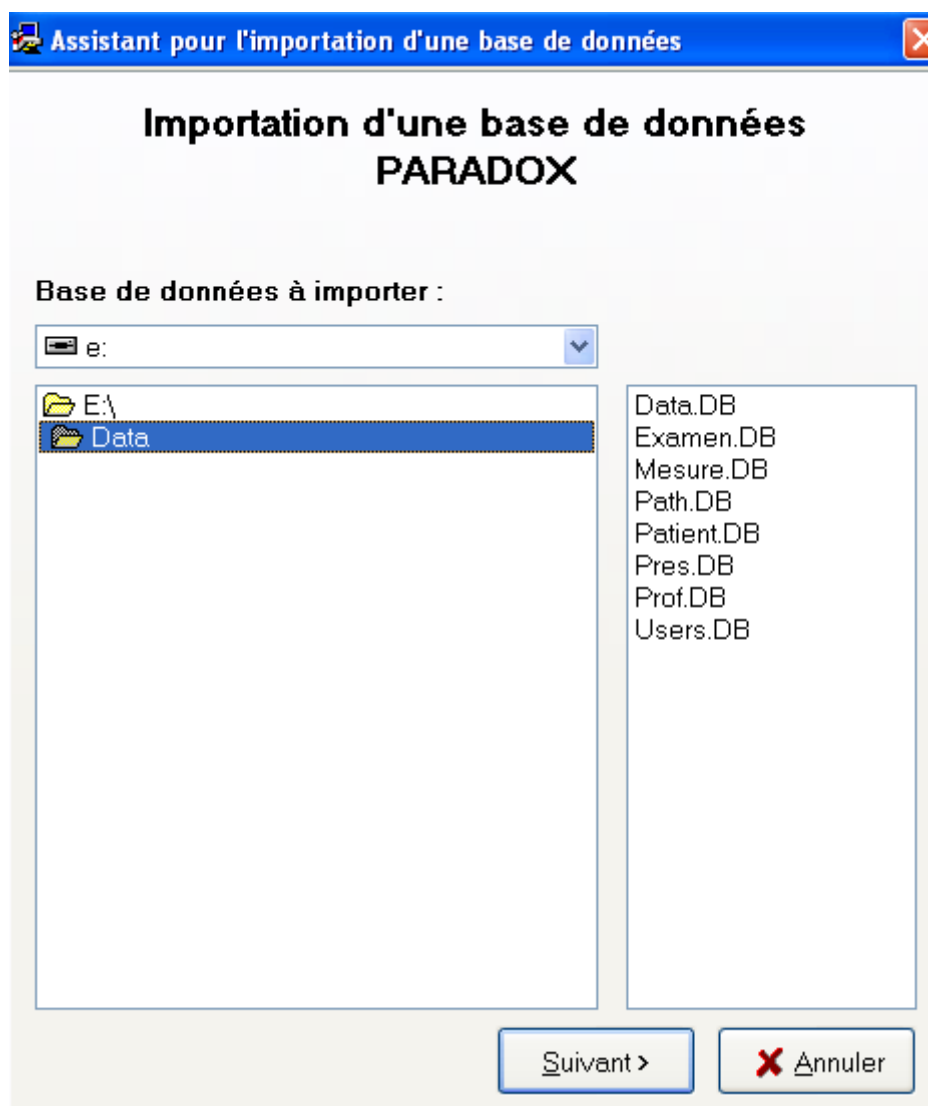 Assistant pour l'importation d'une base de données
Importation d'une base de données
PARADOX
Base de données à importer :
e:
E:\
Data
Data.DB
Examen.DB
Mesure.DB
Path.DB
Patient.DB
Pres.DB
Prof.DB
Users.DB
Suivant >
Annuler